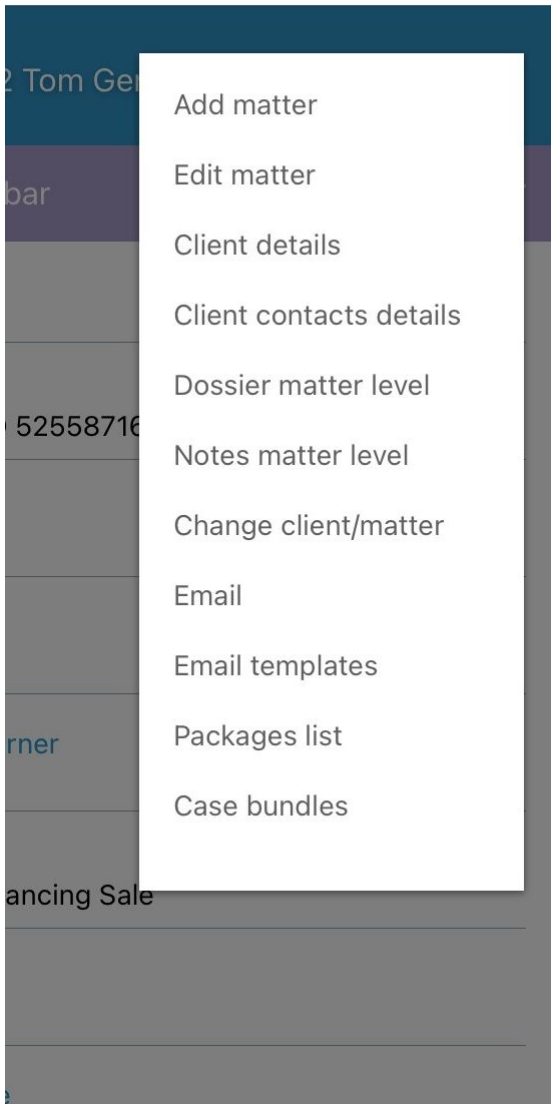 2 Tom Ger
bar
Add matter
Edit matter
Client details
Client contacts details
52558716
Dossier matter level
Notes matter level
Change client/matter
Email
Email templates
rner
Packages list
Case bundles
ancing Sale